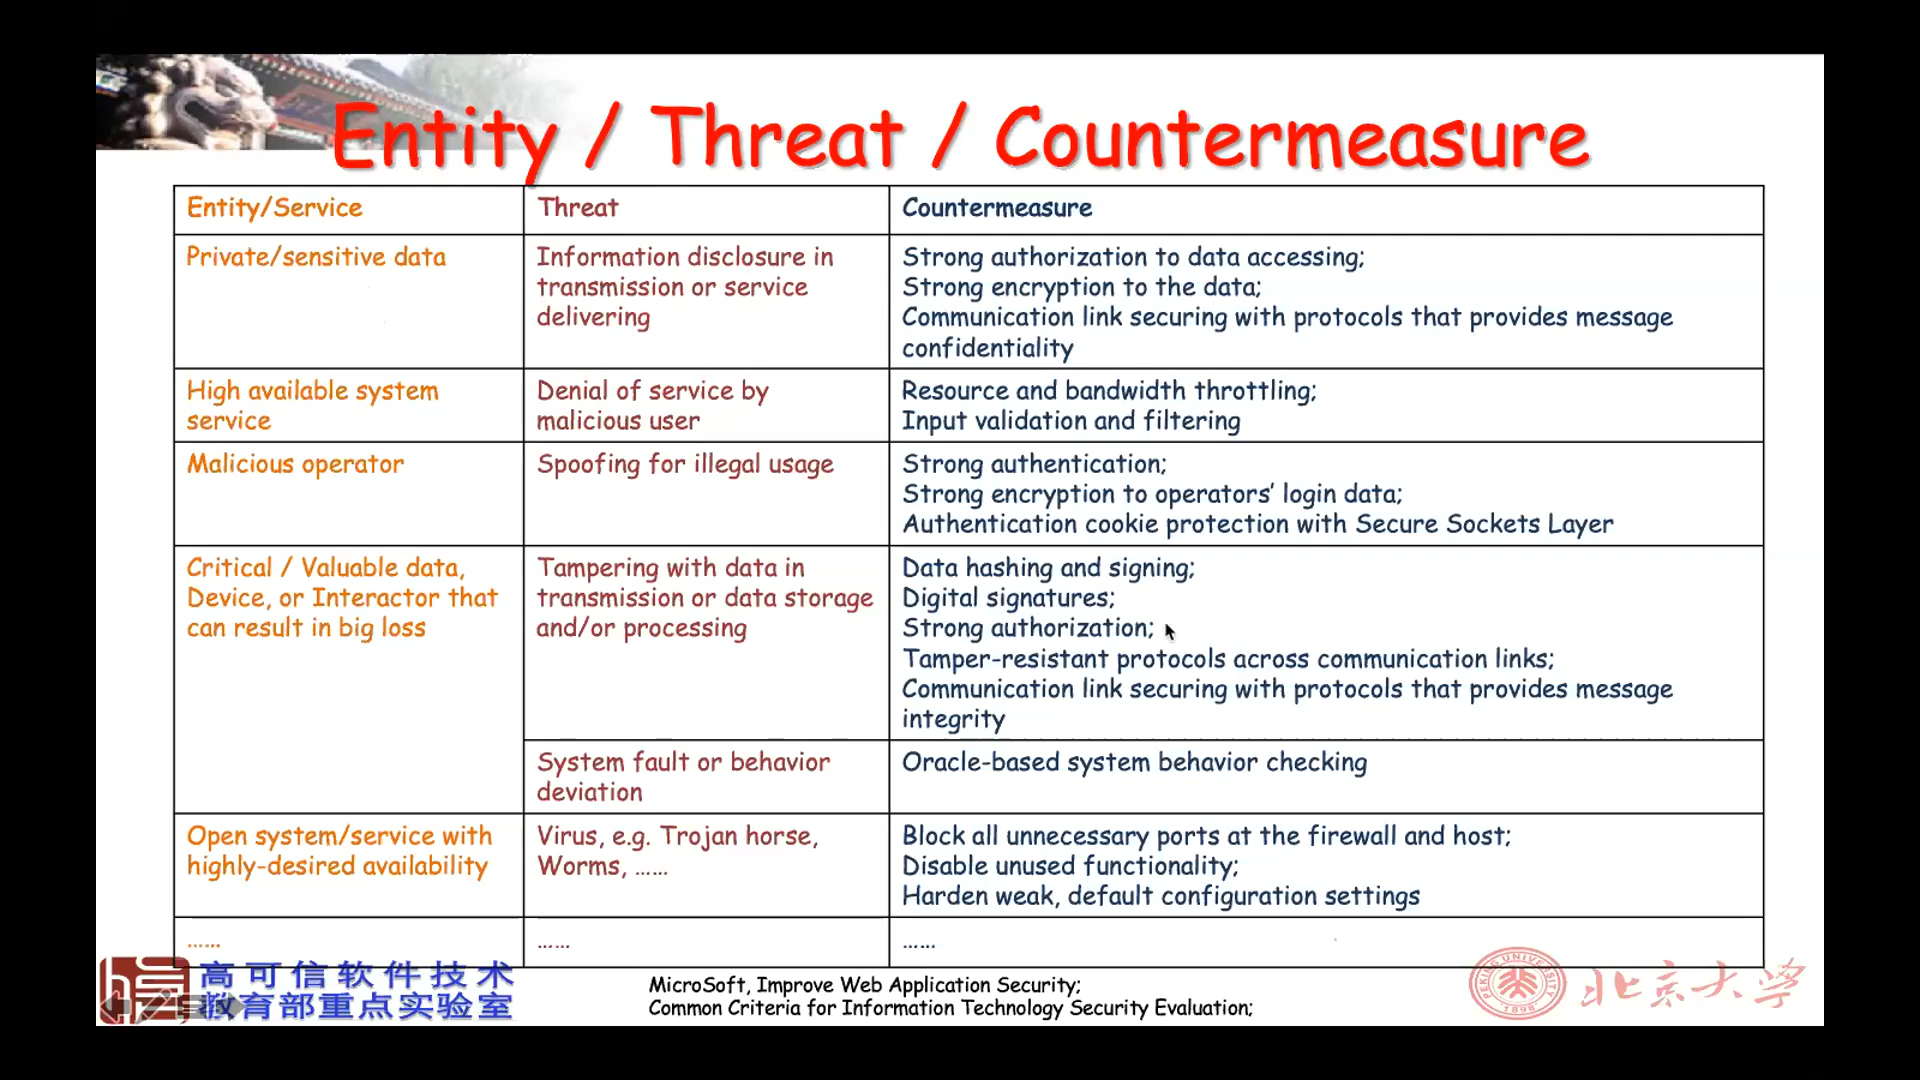 Entity / Threat / Countermeasure
Entity/Service
Threat
Countermeasure
Private/sensitive data
Information disclosure in
transmission or service
delivering
Strong authorization to data accessing;
Strong encryption to the data;
Communication link securing with protocols that provides message
confidentiality
High available system
service
Denial of service by
malicious user
Resource and bandwidth throttling;
Input validation and filtering
Malicious operator
Spoofing for illegal usage
Strong authentication;
Strong encryption to operators’ login data;
Authentication cookie protection with Secure Sockets Layer
Critical / Valuable data,
Device, or Interactor that
can result in big loss
Tampering with data in
transmission or data storage
and/or processing
Data hashing and signing;
Digital signatures;
Strong authorization;
Tamper-resistant protocols across communication links;
Communication link securing with protocols that provides message
integrity
System fault or behavior
deviation
Oracle-based system behavior checking
Open system/service with
highly-desired availability
Virus, e.g. Trojan horse,
Worms, ……
Block all unnecessary ports at the firewall and host;
Disable unused functionality;
Harden weak, default configuration settings
……
……
……
高可信软件技术
教育部重点实验室
MicroSoft, Improve Web Application Security;
Common Criteria for Information Technology Security Evaluation;
PEKING UNIVERSITY
1898
北京大学